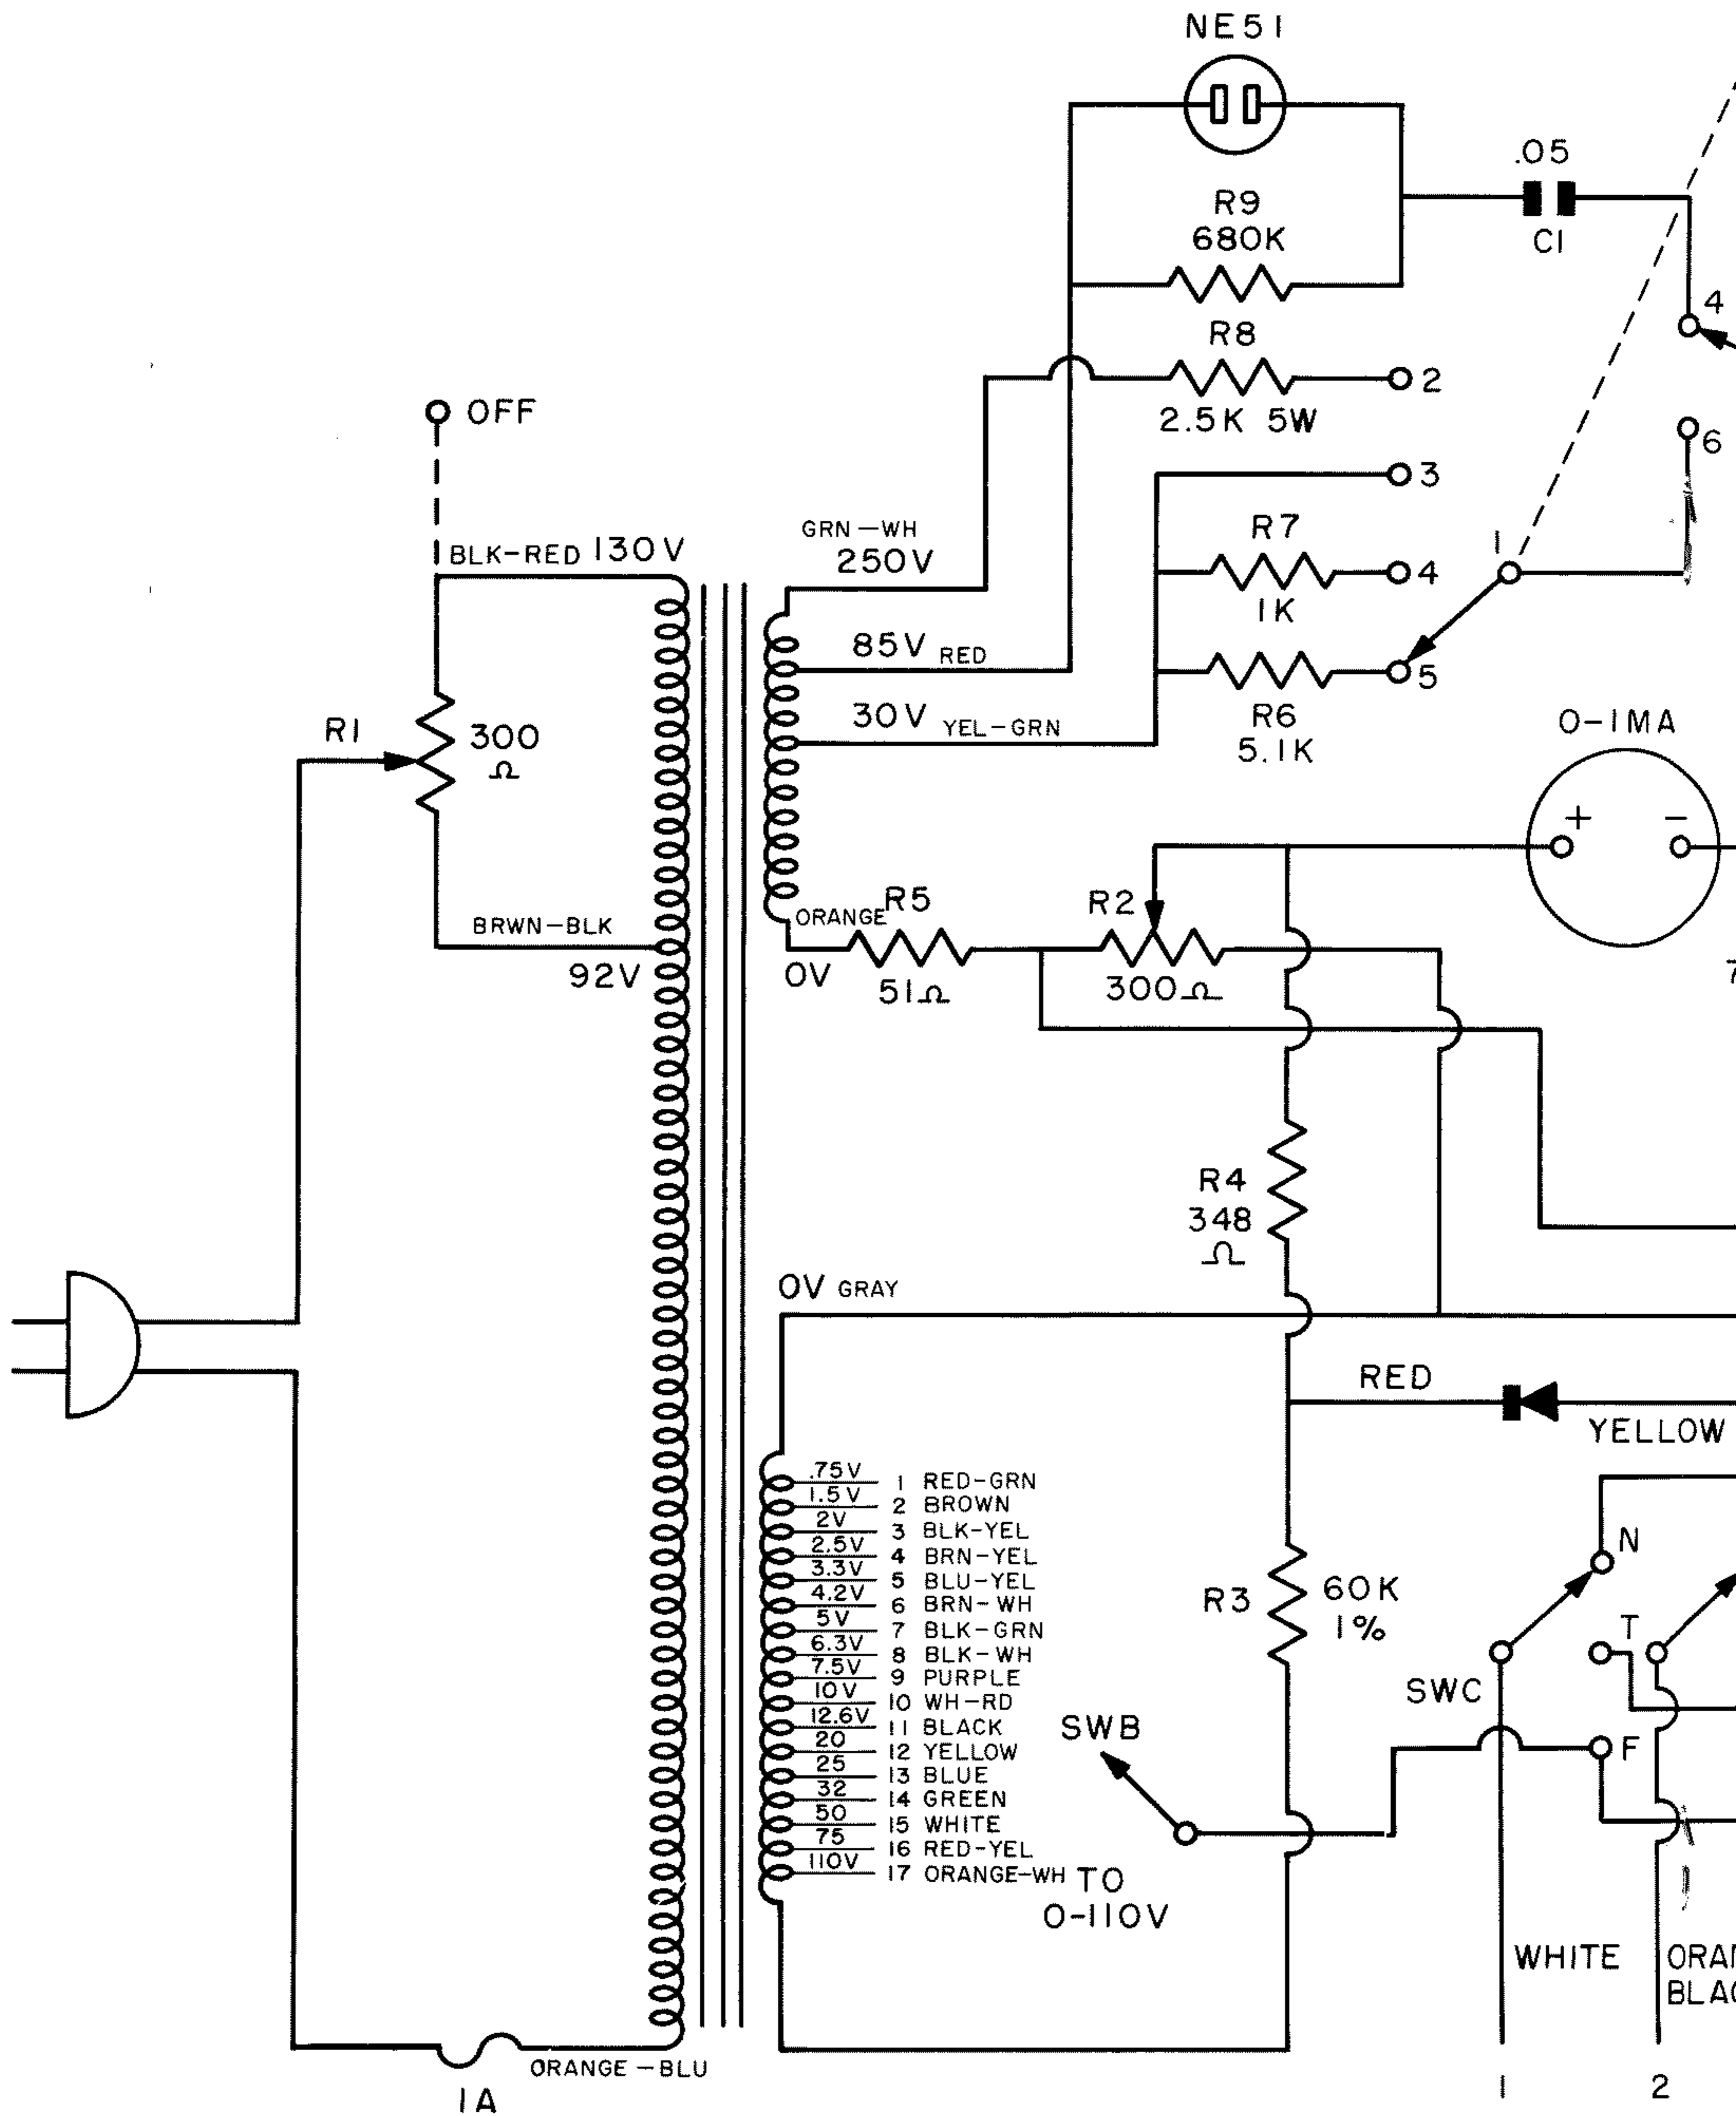 NE51
.05
C1
R9
680K
R8
2.5K 5W
2
3
4
6
OFF
BLK-RED 130V
GRN-WH
250V
R7
1K
4
1
85V RED
R6
5.1K
5
30V YEL-GRN
R1
300
Ω
0-1MA
+ -
BRWN-BLK
92V
ORANGE R5
0V
51Ω
R2
300Ω
7
R4
348
Ω
0V GRAY
RED
YELLOW
.75V 1 RED-GRN
1.5V 2 BROWN
2V 3 BLK-YEL
2.5V 4 BRN-YEL
3.3V 5 BLU-YEL
4.2V 6 BRN-WH
5V 7 BLK-GRN
6.3V 8 BLK-WH
7.5V 9 PURPLE
10V 10 WH-RD
12.6V 11 BLACK
20 12 YELLOW
25 13 BLUE
32 14 GREEN
50 15 WHITE
75 16 RED-YEL
110V 17 ORANGE-WH TO
0-110V
R3
60K
1%
N
T
F
SWC
SWB
WHITE
1
2
ORANGE-BLU
1A